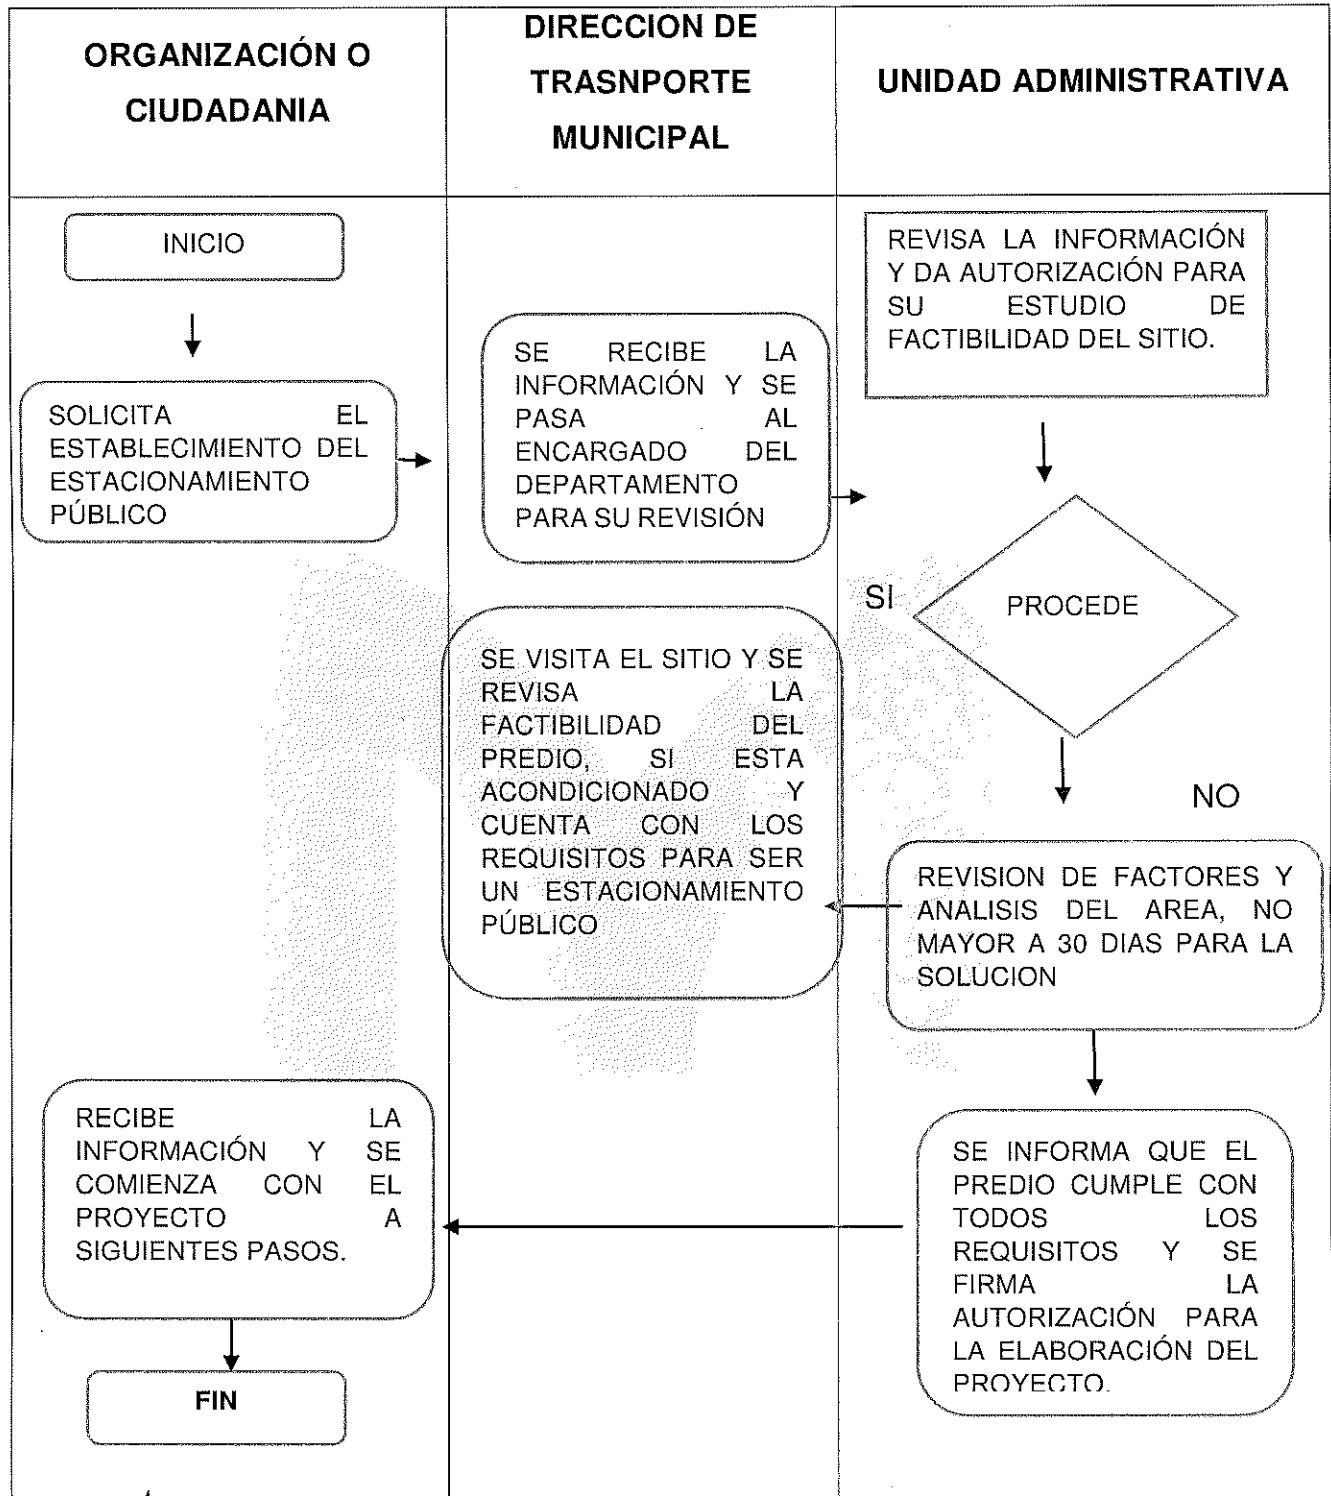 ORGANIZACIÓN O
CIUDADANIA
DIRECCION DE
TRASNPORTE
MUNICIPAL
UNIDAD ADMINISTRATIVA
INICIO
SOLICITA EL
ESTABLECIMIENTO DEL
ESTACIONAMIENTO
PÚBLICO
SE RECIBE LA
INFORMACIÓN Y SE
PASA AL
ENCARGADO DEL
DEPARTAMENTO
PARA SU REVISIÓN
REVISA LA INFORMACIÓN
Y DA AUTORIZACIÓN PARA
SU ESTUDIO DE
FACTIBILIDAD DEL SITIO.
SI
PROCEDE
NO
SE VISITA EL SITIO Y SE
REVISA LA
FACTIBILIDAD DEL
PREDIO, SI ESTA
ACONDICIONADO Y
CUENTA CON LOS
REQUISITOS PARA SER
UN ESTACIONAMIENTO
PÚBLICO
REVISION DE FACTORES Y
ANALISIS DEL AREA, NO
MAYOR A 30 DIAS PARA LA
SOLUCION
SE INFORMA QUE EL
PREDIO CUMPLE CON
TODOS LOS
REQUISITOS Y SE
FIRMA LA
AUTORIZACIÓN PARA
LA ELABORACIÓN DEL
PROYECTO.
RECIBE LA
INFORMACIÓN Y SE
COMIENZA CON EL
PROYECTO A
SIGUIENTES PASOS.
FIN